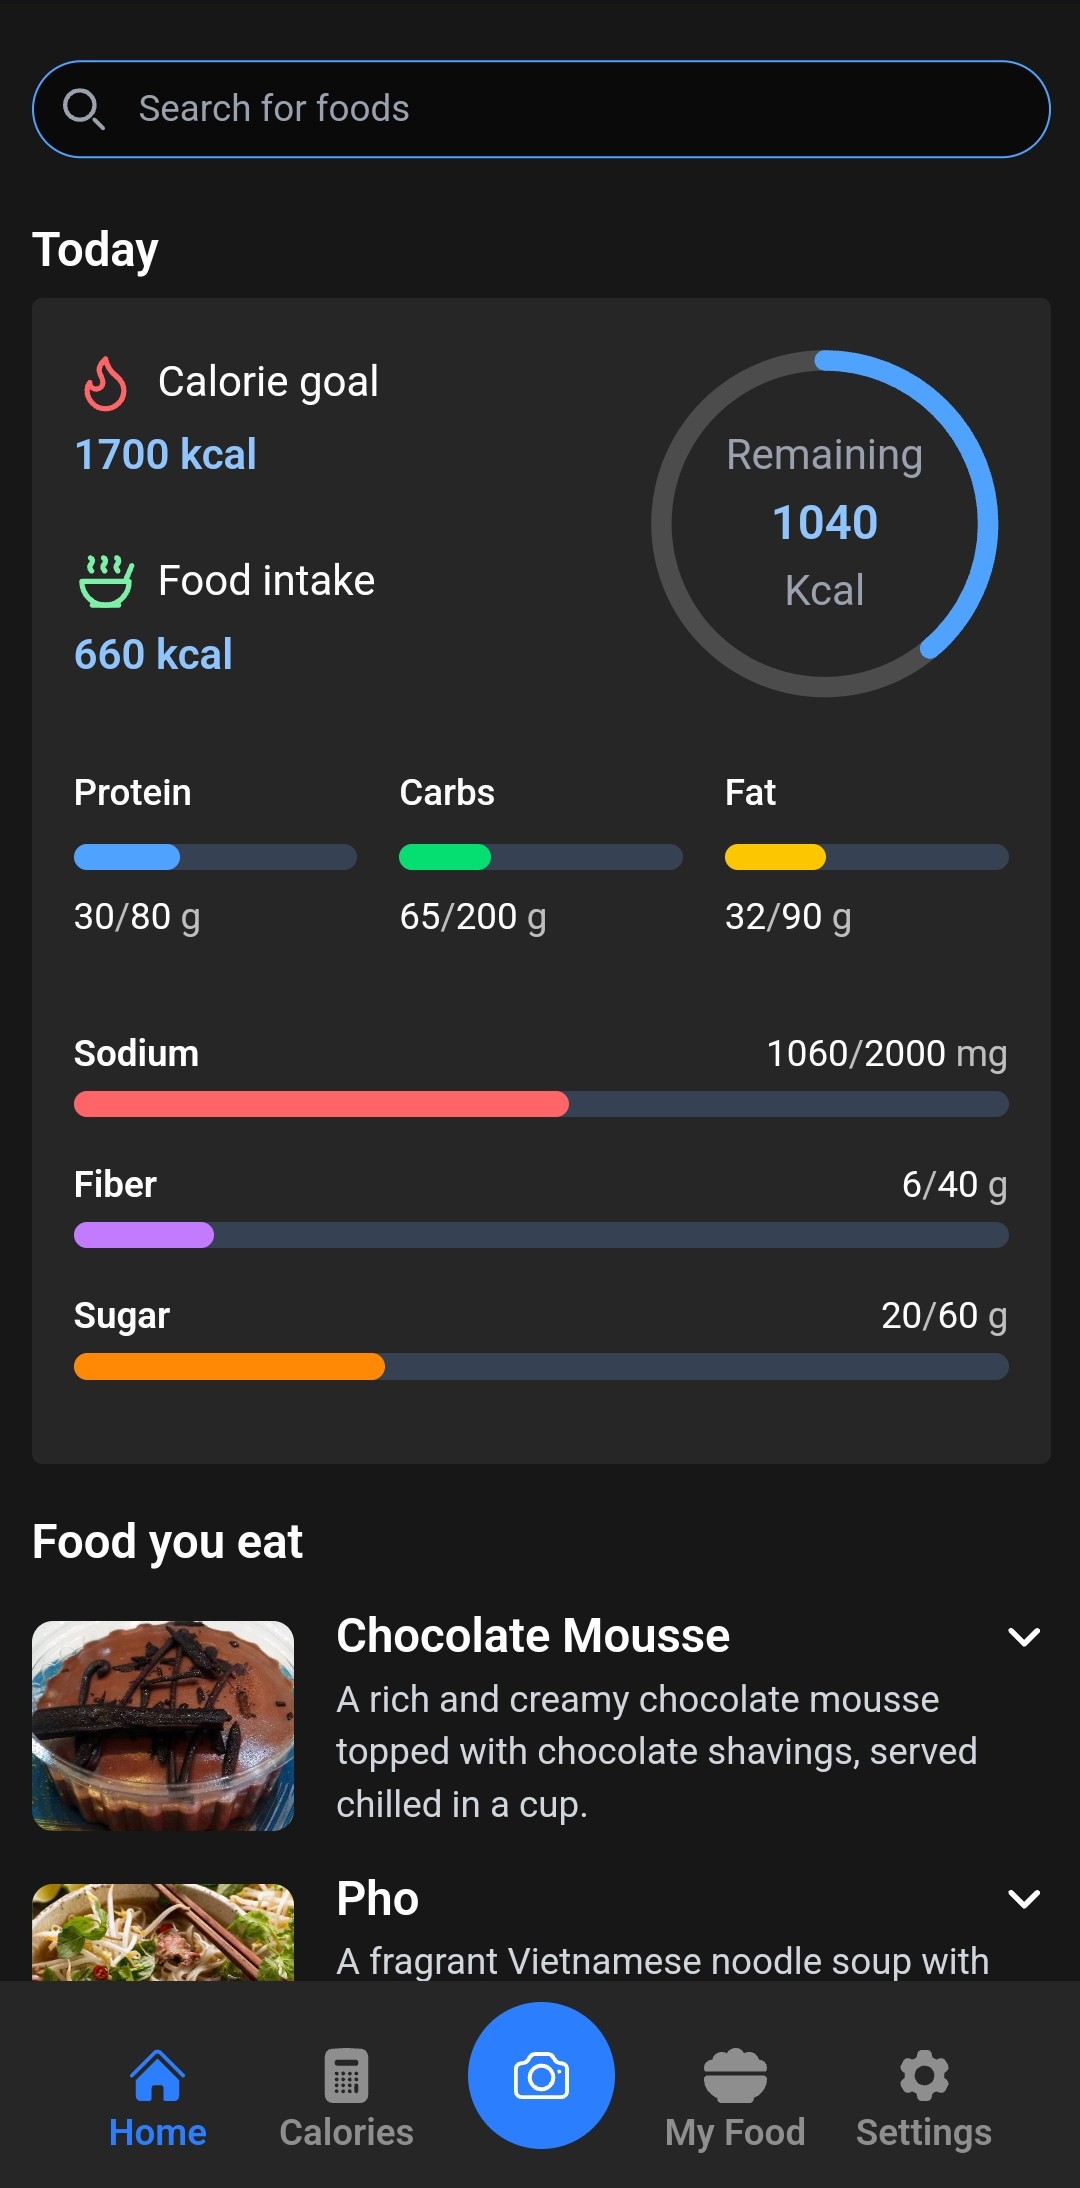 Search for foods
Today
Calorie goal
1700 kcal
Food intake
660 kcal
Remaining
1040
Kcal
Protein
30/80 g
Carbs
65/200 g
Fat
32/90 g
Sodium
1060/2000 mg
Fiber
6/40 g
Sugar
20/60 g
Food you eat
Chocolate Mousse
A rich and creamy chocolate mousse
topped with chocolate shavings, served
chilled in a cup.
Pho
A fragrant Vietnamese noodle soup with
Home
Calories
My Food
Settings